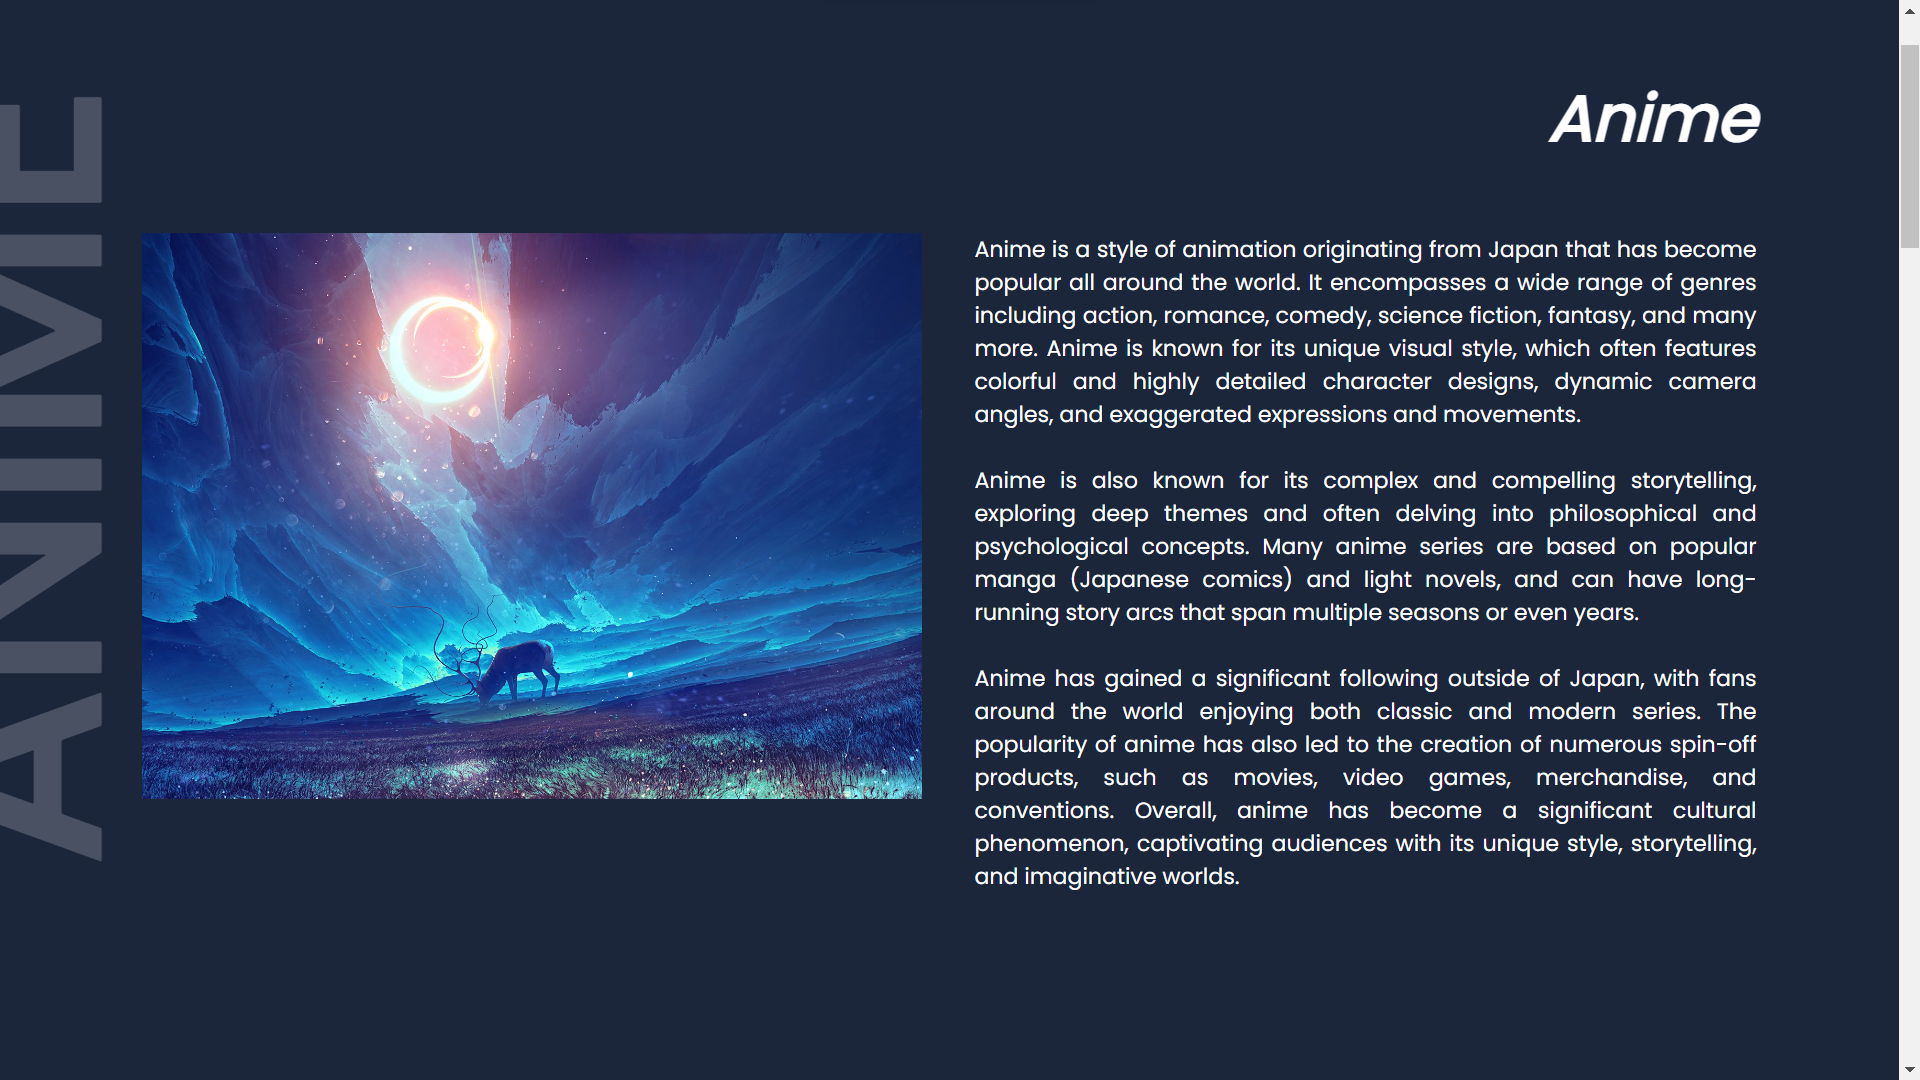 ANIME
Anime
Anime is a style of animation originating from Japan that has become
popular all around the world. It encompasses a wide range of genres
including action, romance, comedy, science fiction, fantasy, and many
more. Anime is known for its unique visual style, which often features
colorful and highly detailed character designs, dynamic camera
angles, and exaggerated expressions and movements.
Anime is also known for its complex and compelling storytelling,
exploring deep themes and often delving into philosophical and
psychological concepts. Many anime series are based on popular
manga (Japanese comics) and light novels, and can have long-
running story arcs that span multiple seasons or even years.
Anime has gained a significant following outside of Japan, with fans
around the world enjoying both classic and modern series. The
popularity of anime has also led to the creation of numerous spin-off
products, such as movies, video games, merchandise, and
conventions. Overall, anime has become a significant cultural
phenomenon, captivating audiences with its unique style, storytelling,
and imaginative worlds.